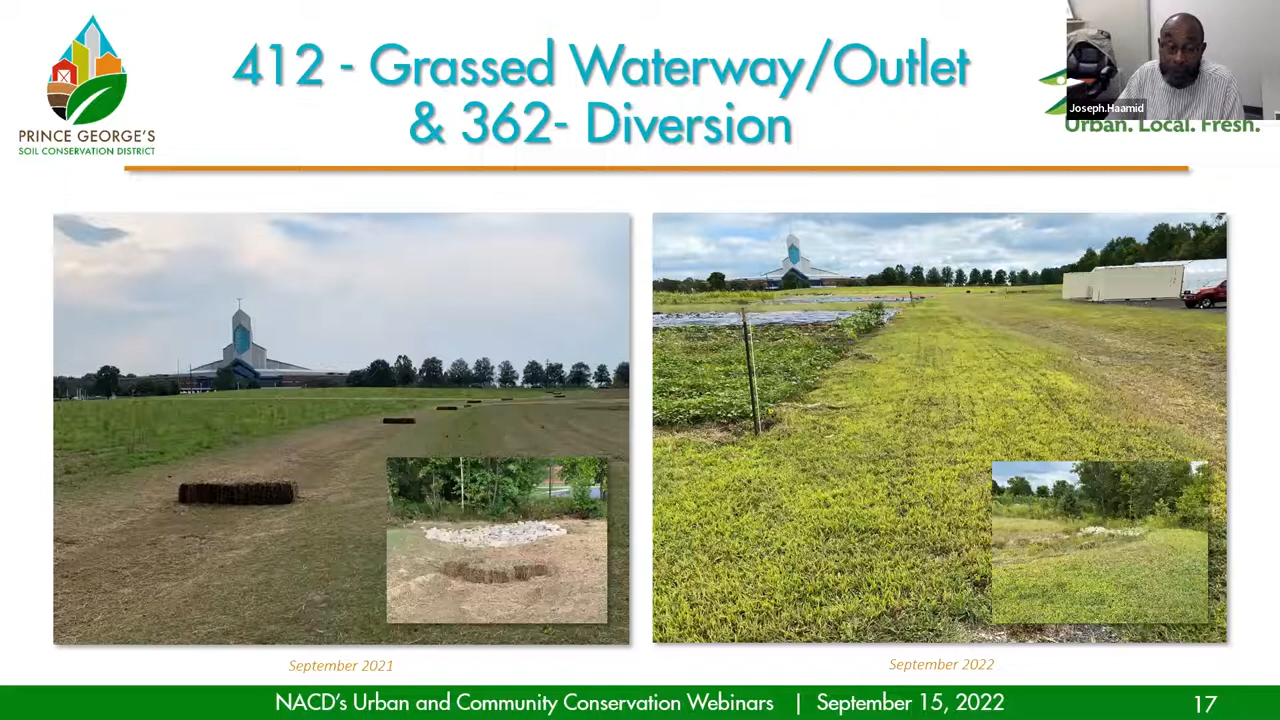 PRINCE GEORGE'S
SOIL CONSERVATION DISTRICT
412 - Grassed Waterway/Outlet
& 362- Diversion
Joseph.Haamid
Urban. Local. Fresh.
September 2021
September 2022
NACD's Urban and Community Conservation Webinars | September 15, 2022
17